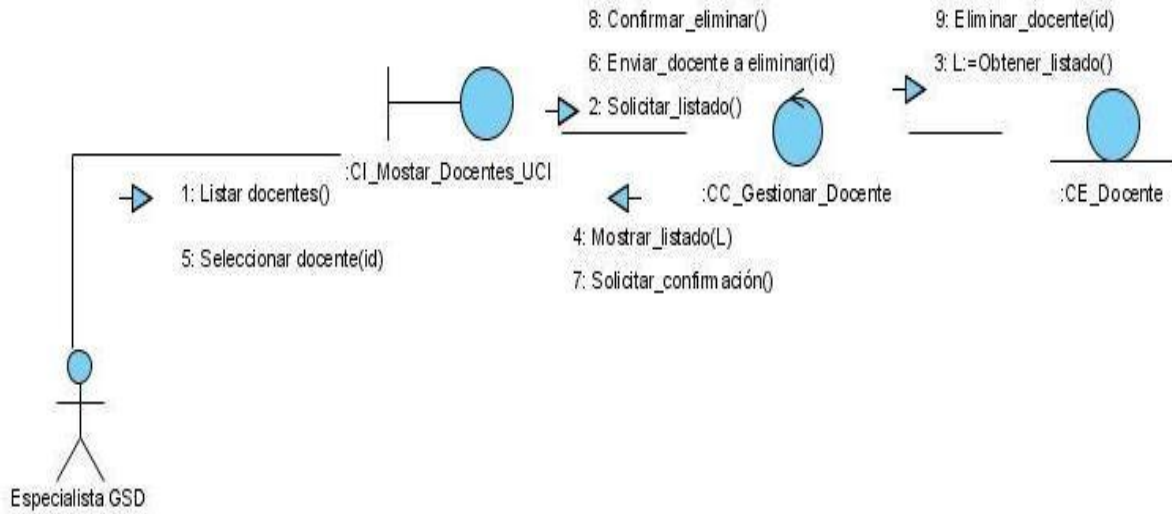 8: Confirmar_eliminar()
6: Enviar_docente a eliminar(id)
2: Solicitar_listado()
9: Eliminar_docente(id)
3: L:=Obtener_listado()
:CI_Mostar_Docentes_UCI
:CC_Gestionar_Docente
:CE_Docente
1: Listar docentes()
5: Seleccionar docente(id)
4: Mostrar_listado(L)
7: Solicitar_confirmación()
Especialista GSD